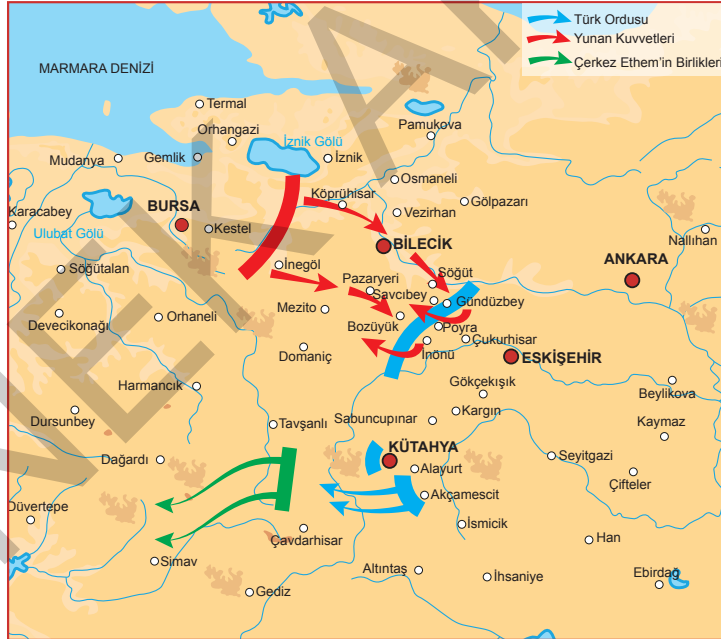 Türk Ordusu
Yunan Kuvvetleri
Çerkez Ethem'in Birlikleri
MARMARA DENİZİ
Termal
Orhangazi
Pamukova
İznik Gölü
Mudanya
Gemlik
İznik
Osmaneli
Köprühisar
Gölpazarı
Karacabey
BURSA
Vezirhan
Ulubat Gölü
Kestel
Nallıhan
BİLECİK
Söğütalan
İnegöl
ANKARA
Pazaryeri
Söğüt
Savcıbey
Gündüzbey
Mezito
Devecikonağı
Orhaneli
Bozüyük
Poyra
Çukurhisar
İnönü
Domaniç
ESKİŞEHİR
Harmancık
Gökçekışık
Beylikova
Dursunbey
Kargın
Tavşanlı
Sabuncupınar
Kaymaz
KÜTAHYA
Dağardı
Alayurt
Seyitgazi
Çifteler
Akçamescit
Düvertepe
İsmicik
Çavdarhisar
Han
Simav
Altıntaş
İhsaniye
Gediz
Ebirdağ